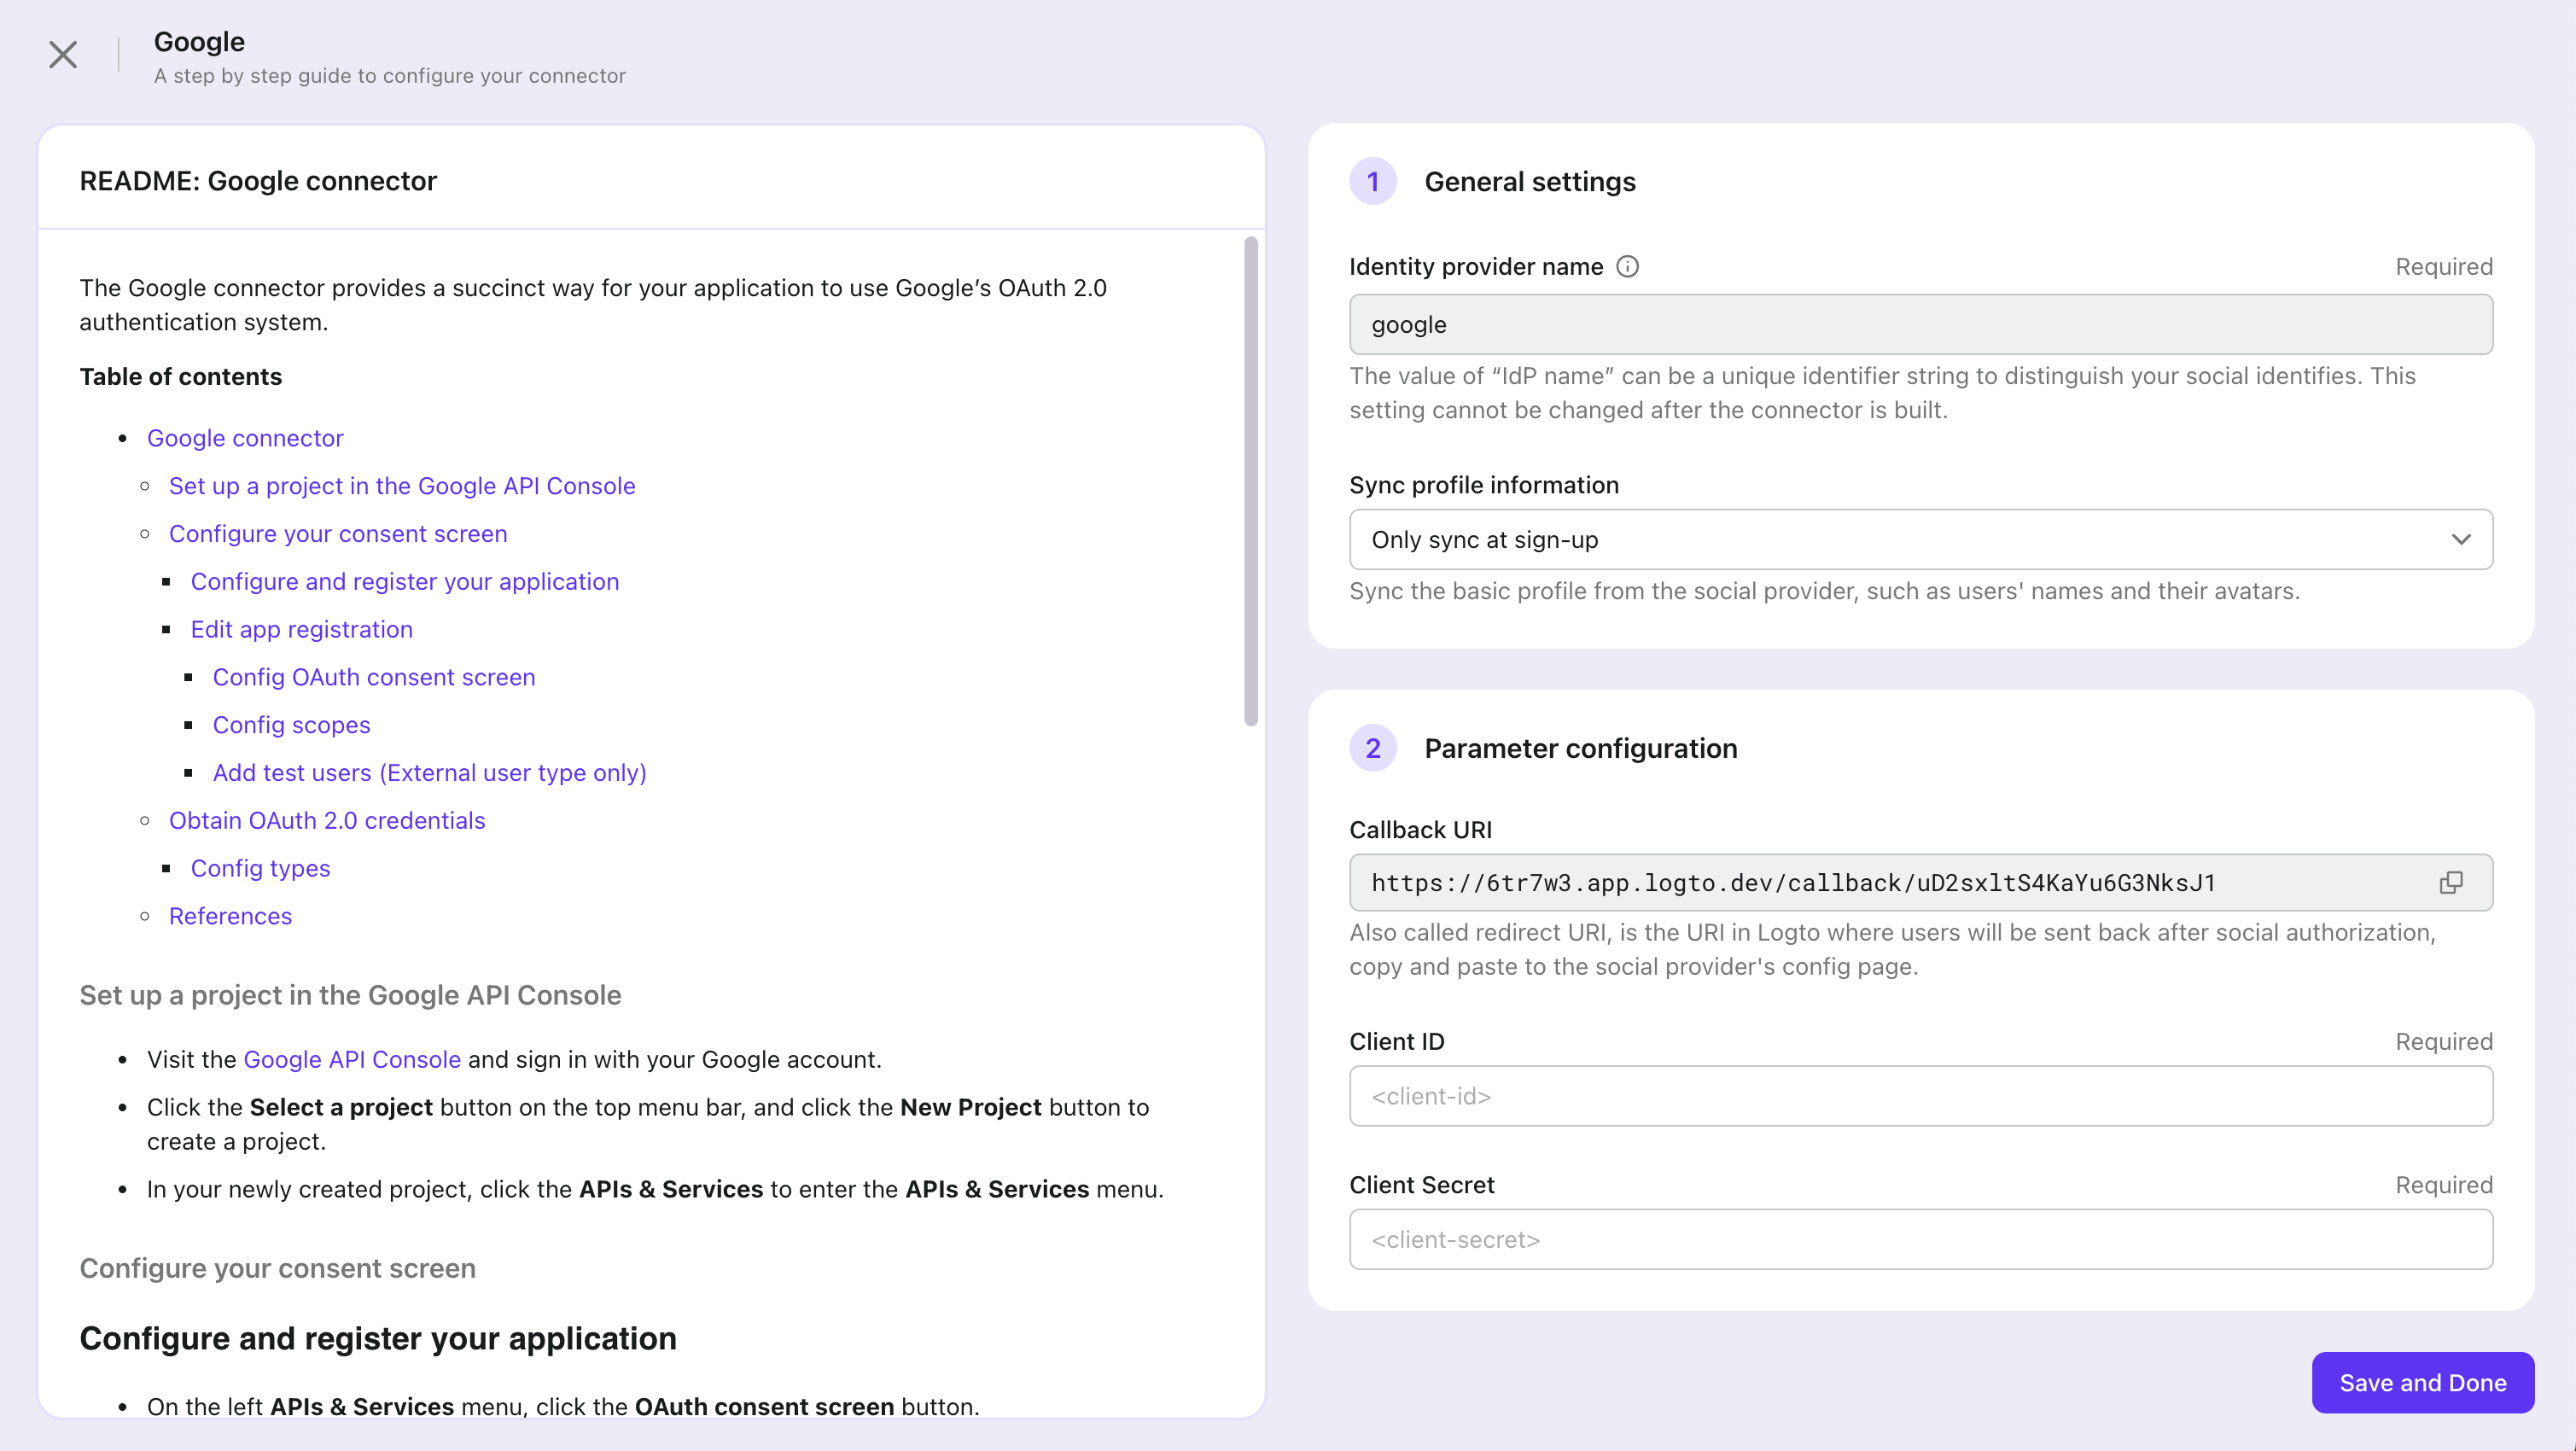 Google
A step by step guide to configure your connector
README: Google connector
The Google connector provides a succinct way for your application to use Google’s OAuth 2.0
authentication system.
Table of contents
Google connector
Set up a project in the Google API Console
Configure your consent screen
Configure and register your application
Edit app registration
Config OAuth consent screen
Config scopes
Add test users (External user type only)
Obtain OAuth 2.0 credentials
Config types
References
Set up a project in the Google API Console
Visit the Google API Console and sign in with your Google account.
Click the Select a project button on the top menu bar, and click the New Project button to
create a project.
In your newly created project, click the APIs & Services to enter the APIs & Services menu.
Configure your consent screen
Configure and register your application
On the left APIs & Services menu, click the OAuth consent screen button.
1 General settings
Identity provider name Required
google
The value of “IdP name” can be a unique identifier string to distinguish your social identifies. This
setting cannot be changed after the connector is built.
Sync profile information
Only sync at sign-up
Sync the basic profile from the social provider, such as users' names and their avatars.
2 Parameter configuration
Callback URI
https://6tr7w3.app.logto.dev/callback/uD2sxltS4KaYu6G3NksJ1
Also called redirect URI, is the URI in Logto where users will be sent back after social authorization,
copy and paste to the social provider's config page.
Client ID Required
<client-id>
Client Secret Required
<client-secret>
Save and Done